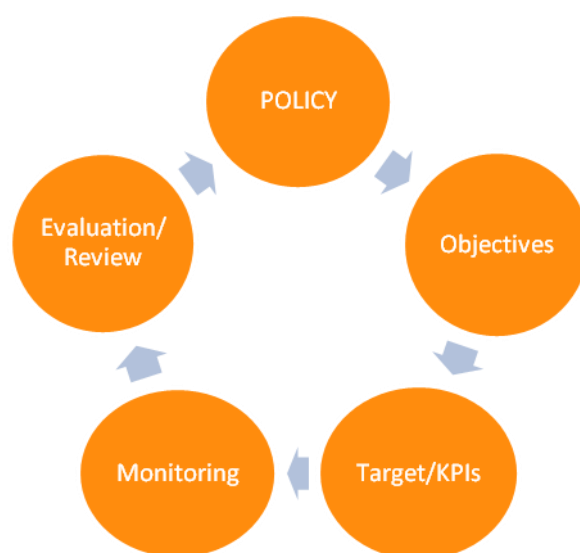 POLICY
Objectives
Target/KPIs
Monitoring
Evaluation/
Review